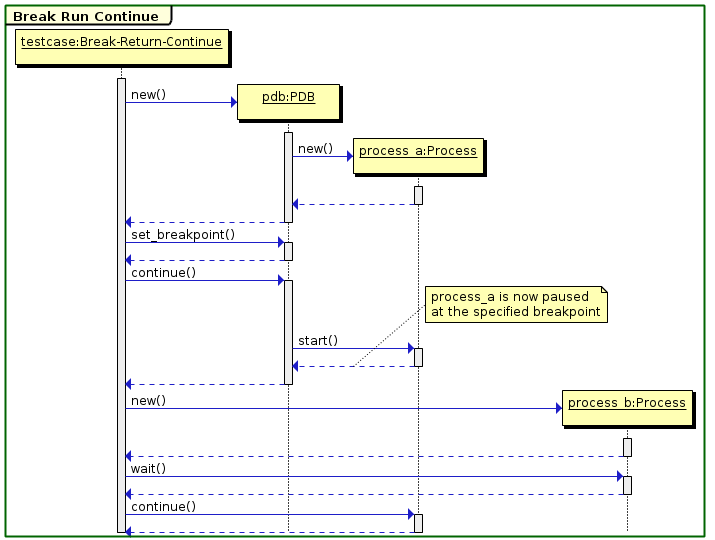 Break Run Continue
testcase:Break-Return-Continue
new()
pdb:PDB
new()
process_a:Process
set_breakpoint()
continue()
process_a is now paused
at the specified breakpoint
start()
new()
process_b:Process
wait()
continue()